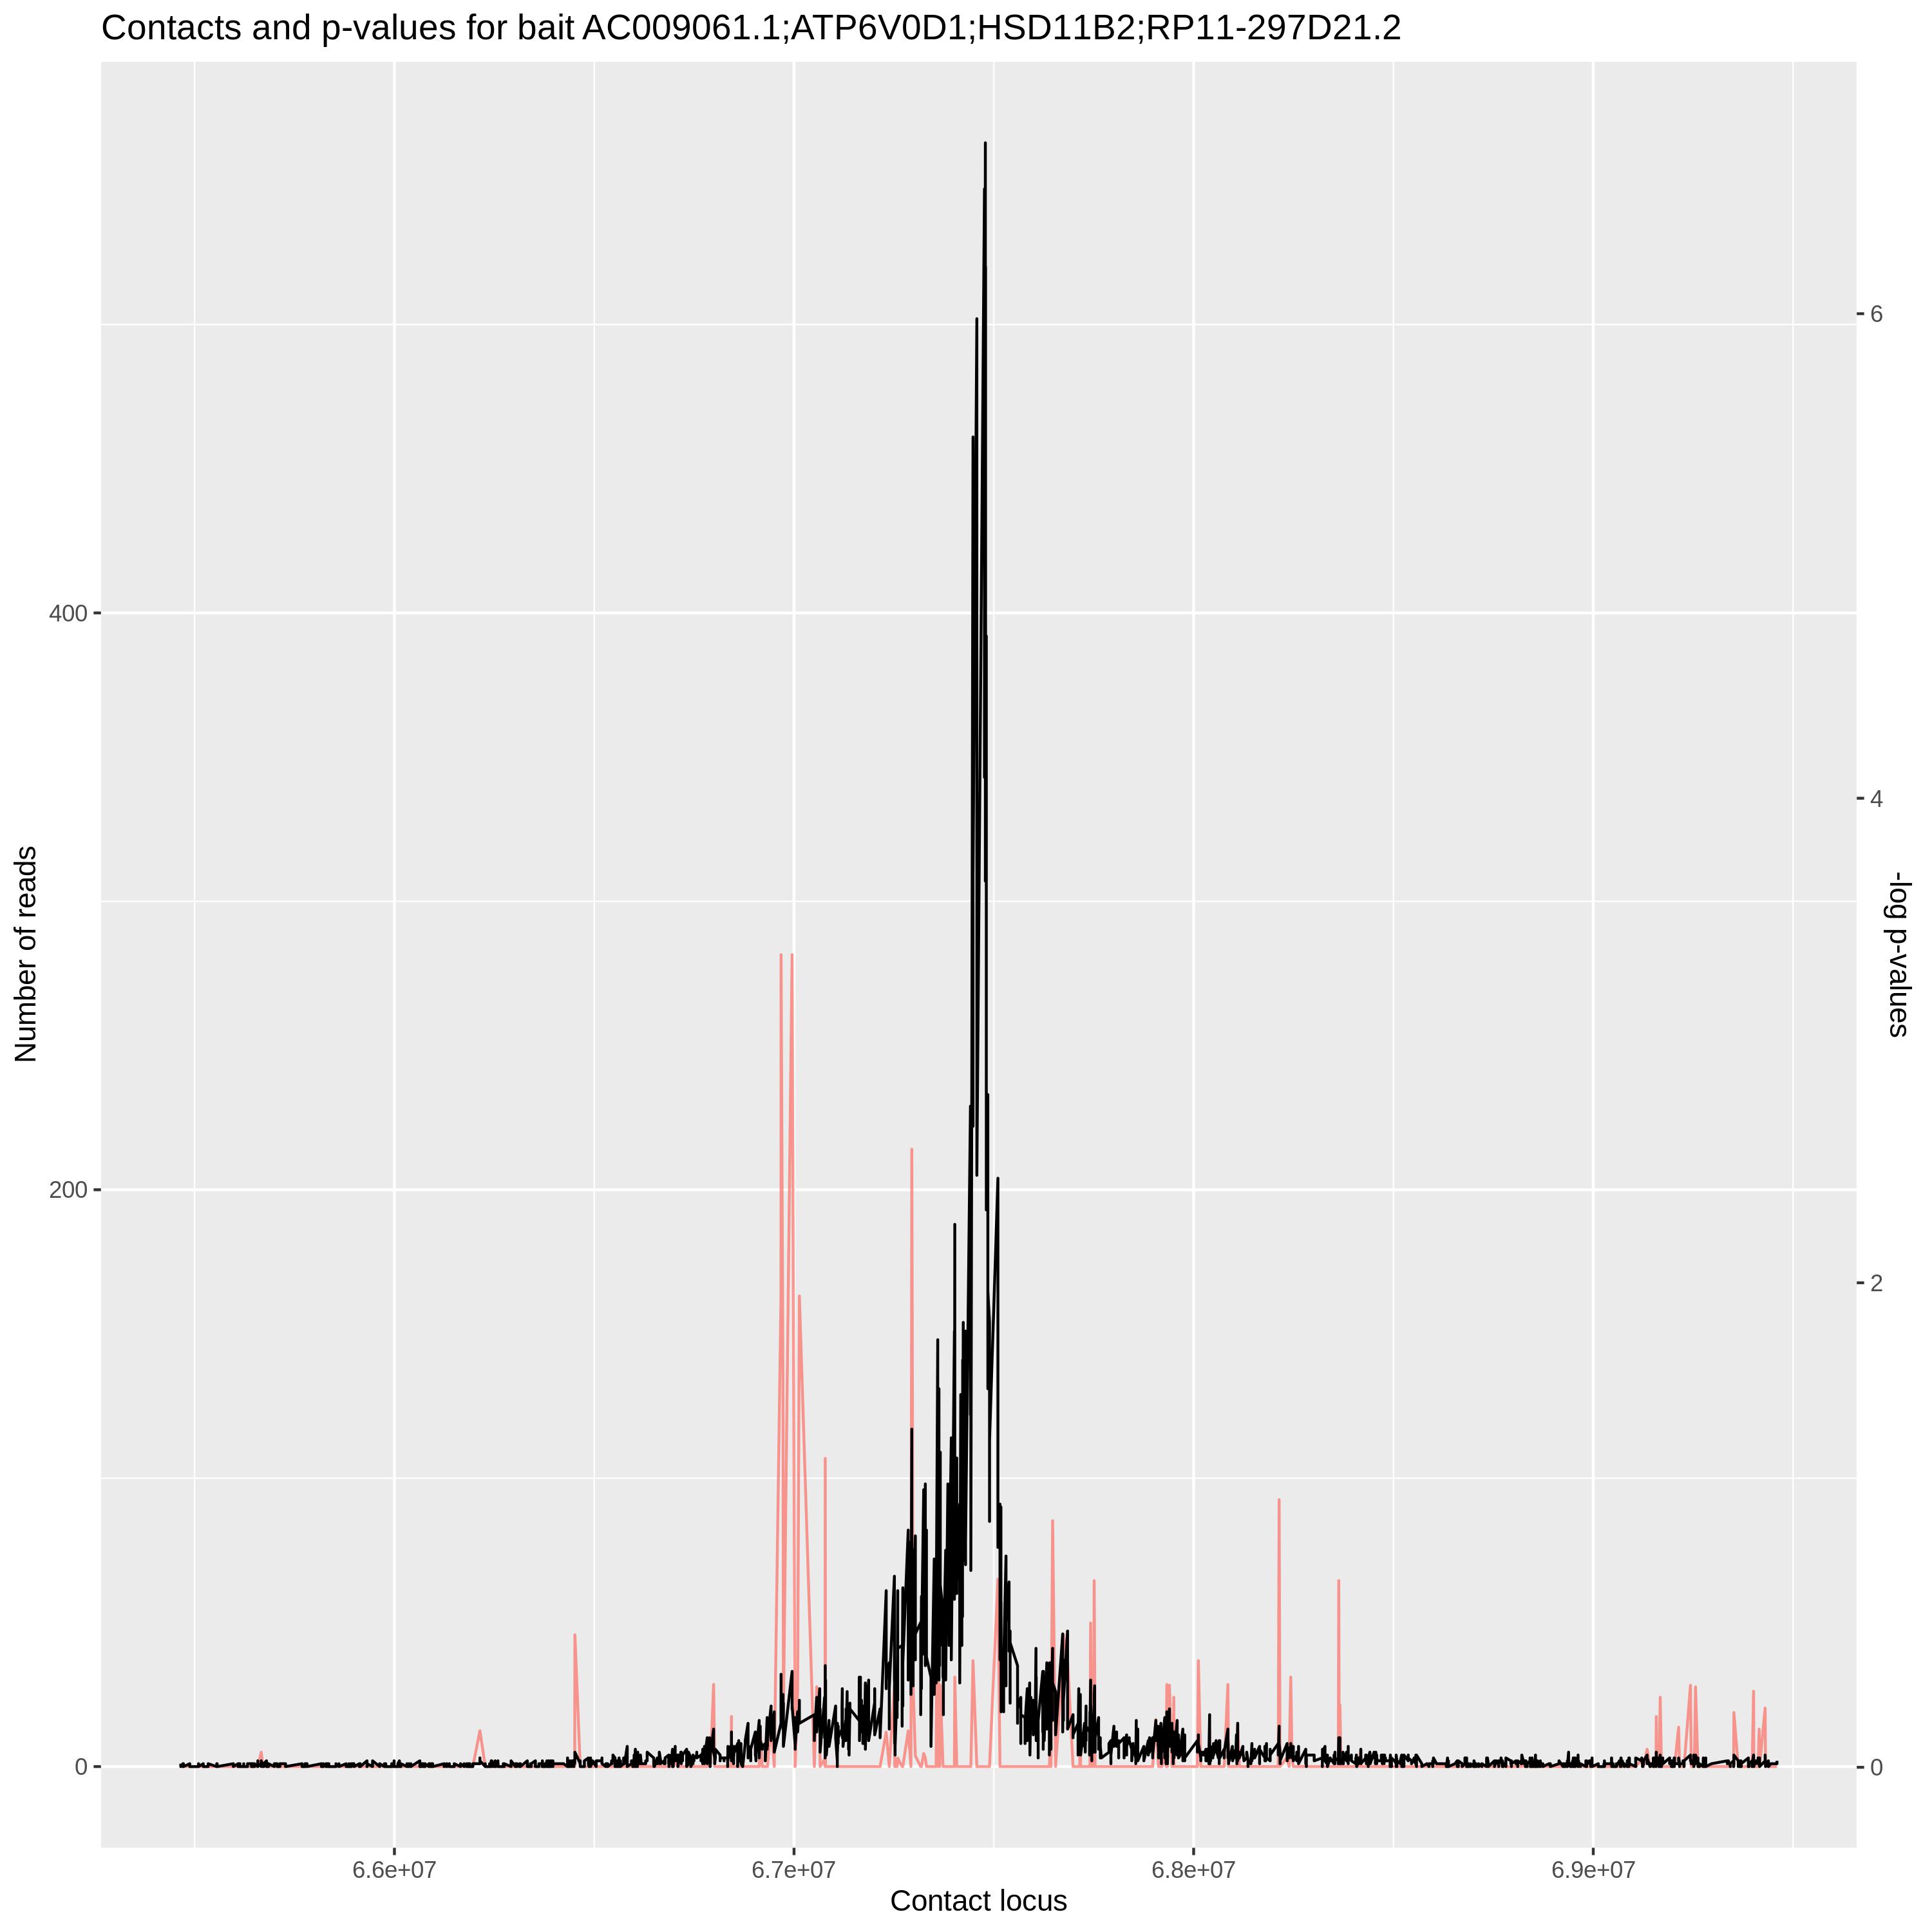 Contacts and p-values for bait AC009061.1;ATP6V0D1;HSD11B2;RP11-297D21.2
Number of reads
400
200
0
6
4
2
0
-log p-values
6.6e+07
6.7e+07
6.8e+07
6.9e+07
Contact locus